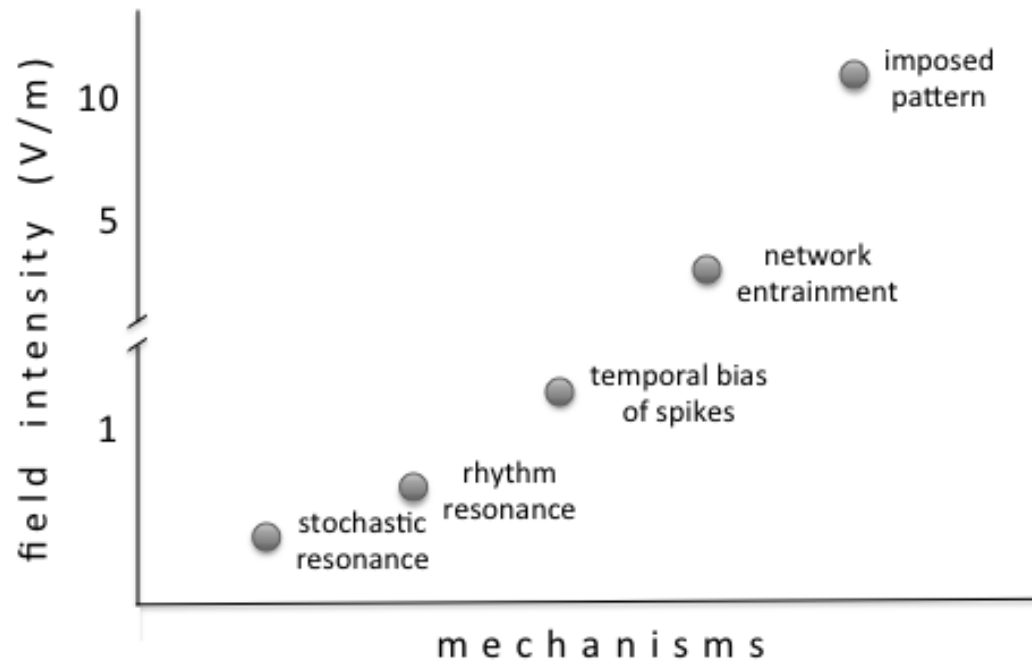 field intensity (V/m)
10
5
1
imposed
pattern
network
entrainment
temporal bias
of spikes
rhythm
resonance
stochastic
resonance
mechanisms